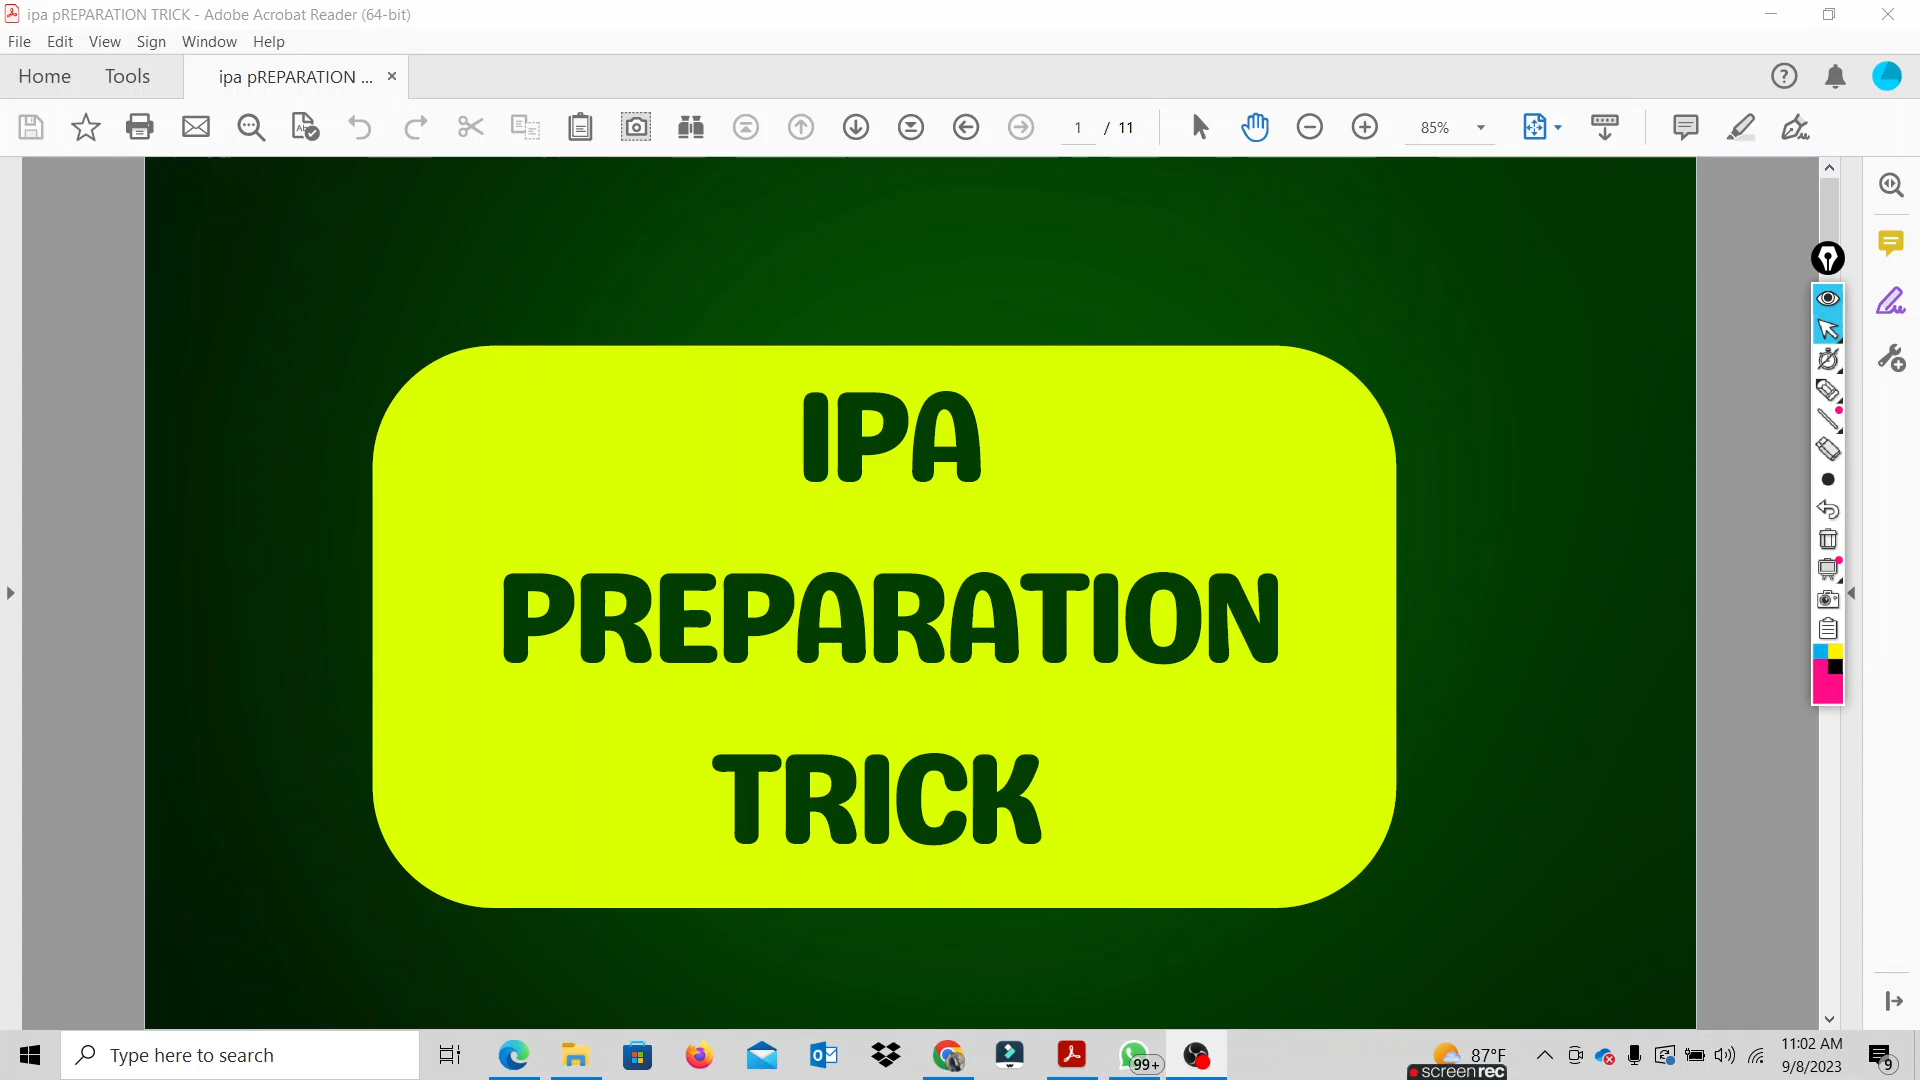 ipa pREPARATION TRICK - Adobe Acrobat Reader (64-bit)
File Edit View Sign Window Help
Home Tools ipa pREPARATION ...
1 / 11 85%
IPA
PREPARATION
TRICK
Type here to search
99+
87°F
screenrec
11:02 AM
9/8/2023
9